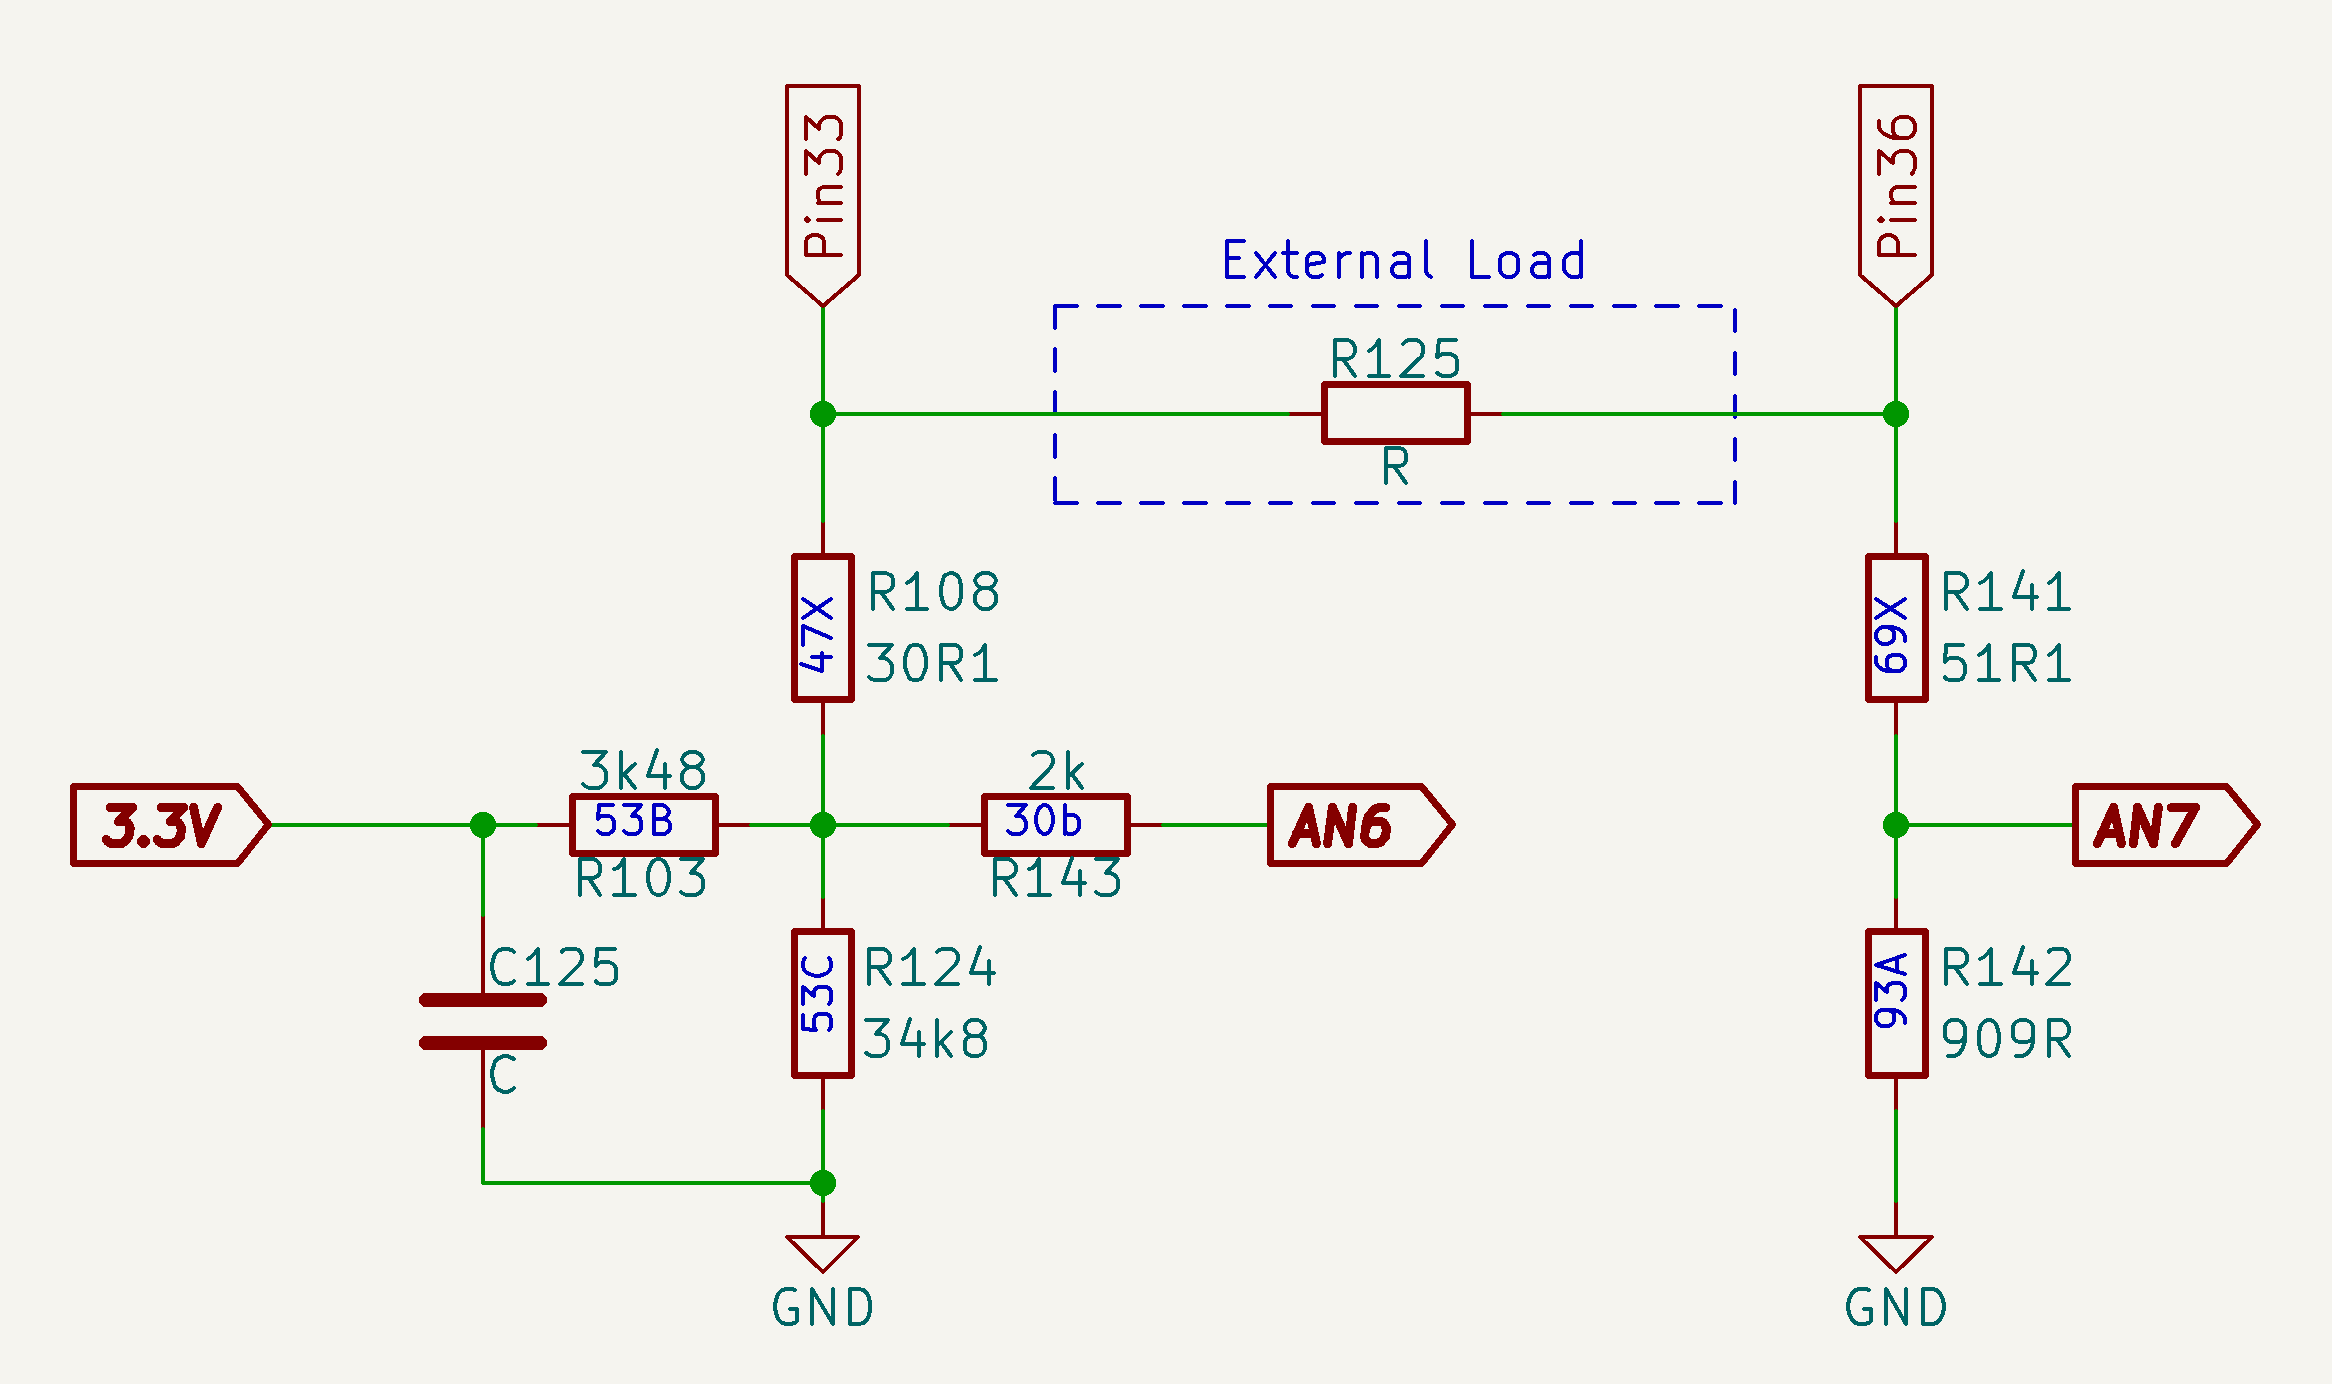 Pin33
Pin36
External Load
R125
R
47X
R108
30R1
69X
R141
51R1
3.3V
3k48
53B
R103
2k
30b
R143
AN6
AN7
C125
C
53C
R124
34k8
93A
R142
909R
GND
GND